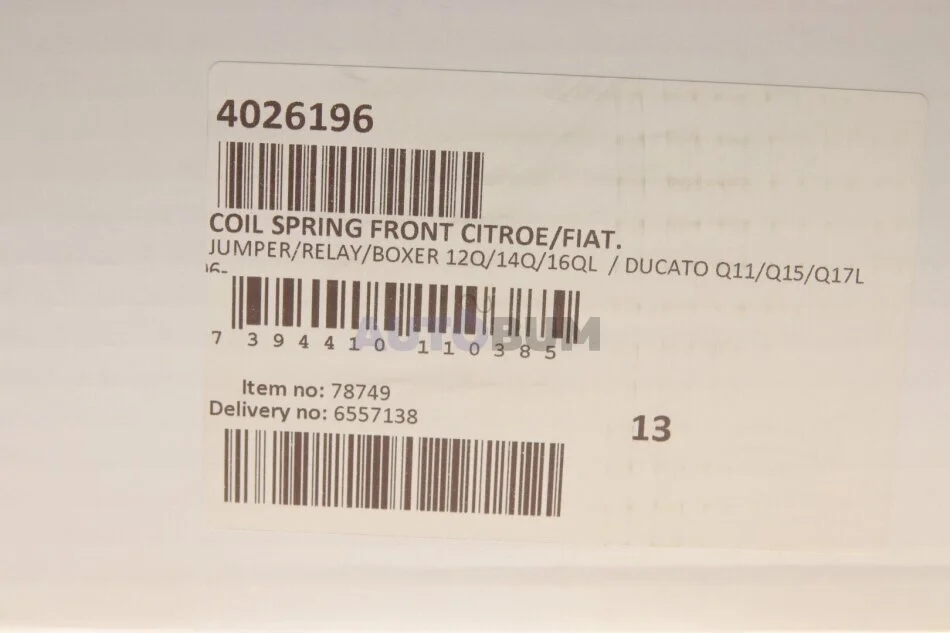 4026196
COIL SPRING FRONT CITROE/FIAT.
JUMPER/RELAY/BOXER 12Q/14Q/16QL / DUCATO Q11/Q15/Q17L
06-
7 394410 110385
AUTOBUM
Item no: 78749
Delivery no: 6557138
13